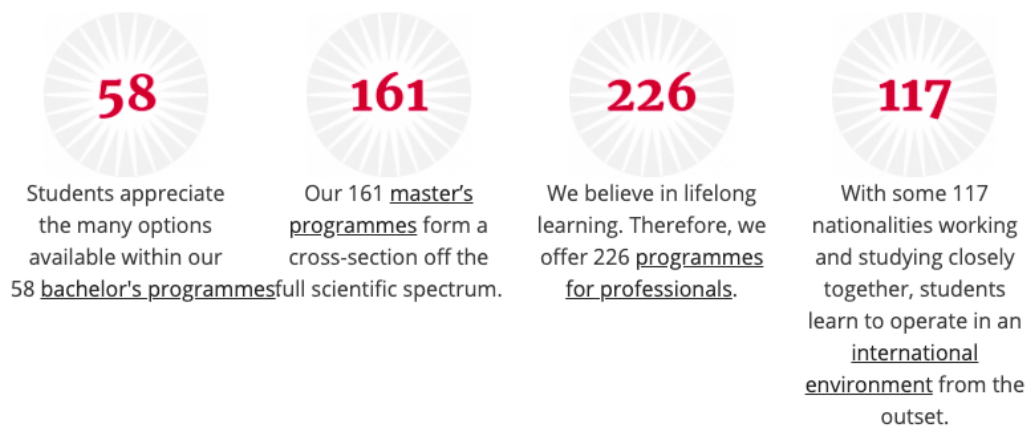 58
Students appreciate
the many options
available within our
58 bachelor's programmes
161
Our 161 master's
programmes form a
cross-section off the
full scientific spectrum.
226
We believe in lifelong
learning. Therefore, we
offer 226 programmes
for professionals.
117
With some 117
nationalities working
and studying closely
together, students
learn to operate in an
international
environment from the
outset.